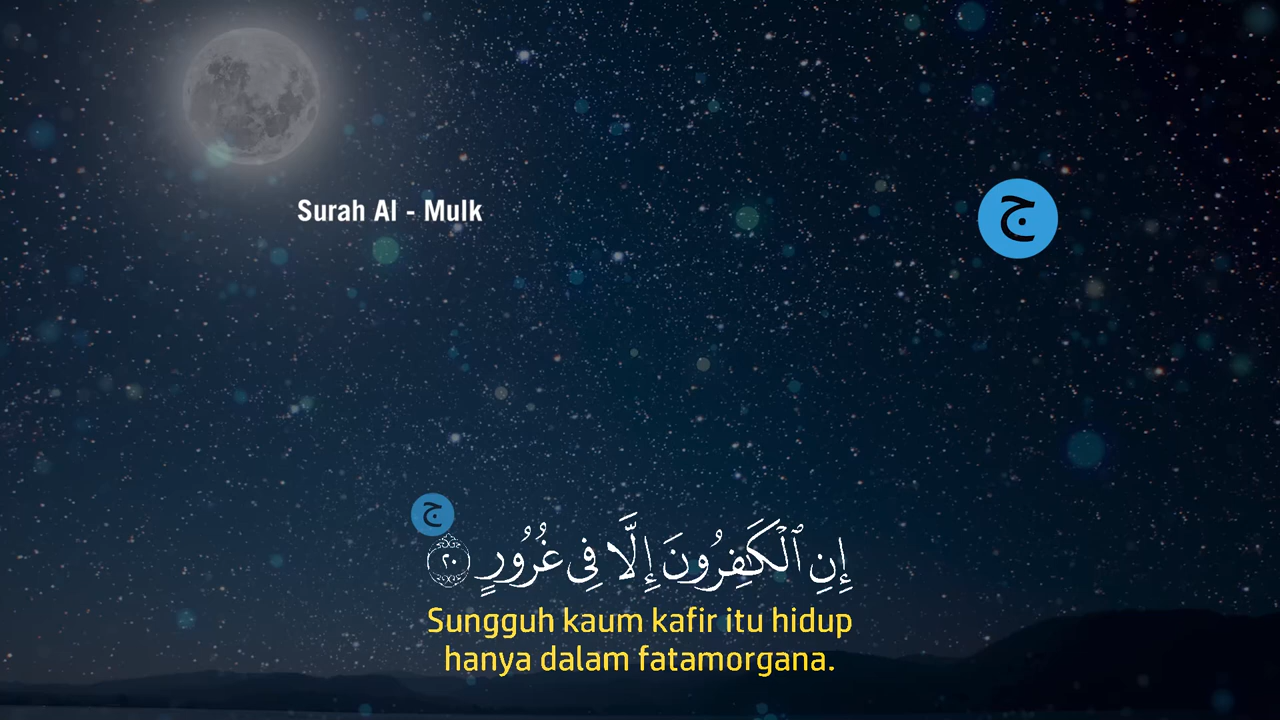 Surah Al - Mulk
ج
ج
إِنِ ٱلْكَـٰفِرُونَ إِلَّا فِى غُرُورٍ ٢٠
Sungguh kaum kafir itu hidup
hanya dalam fatamorgana.